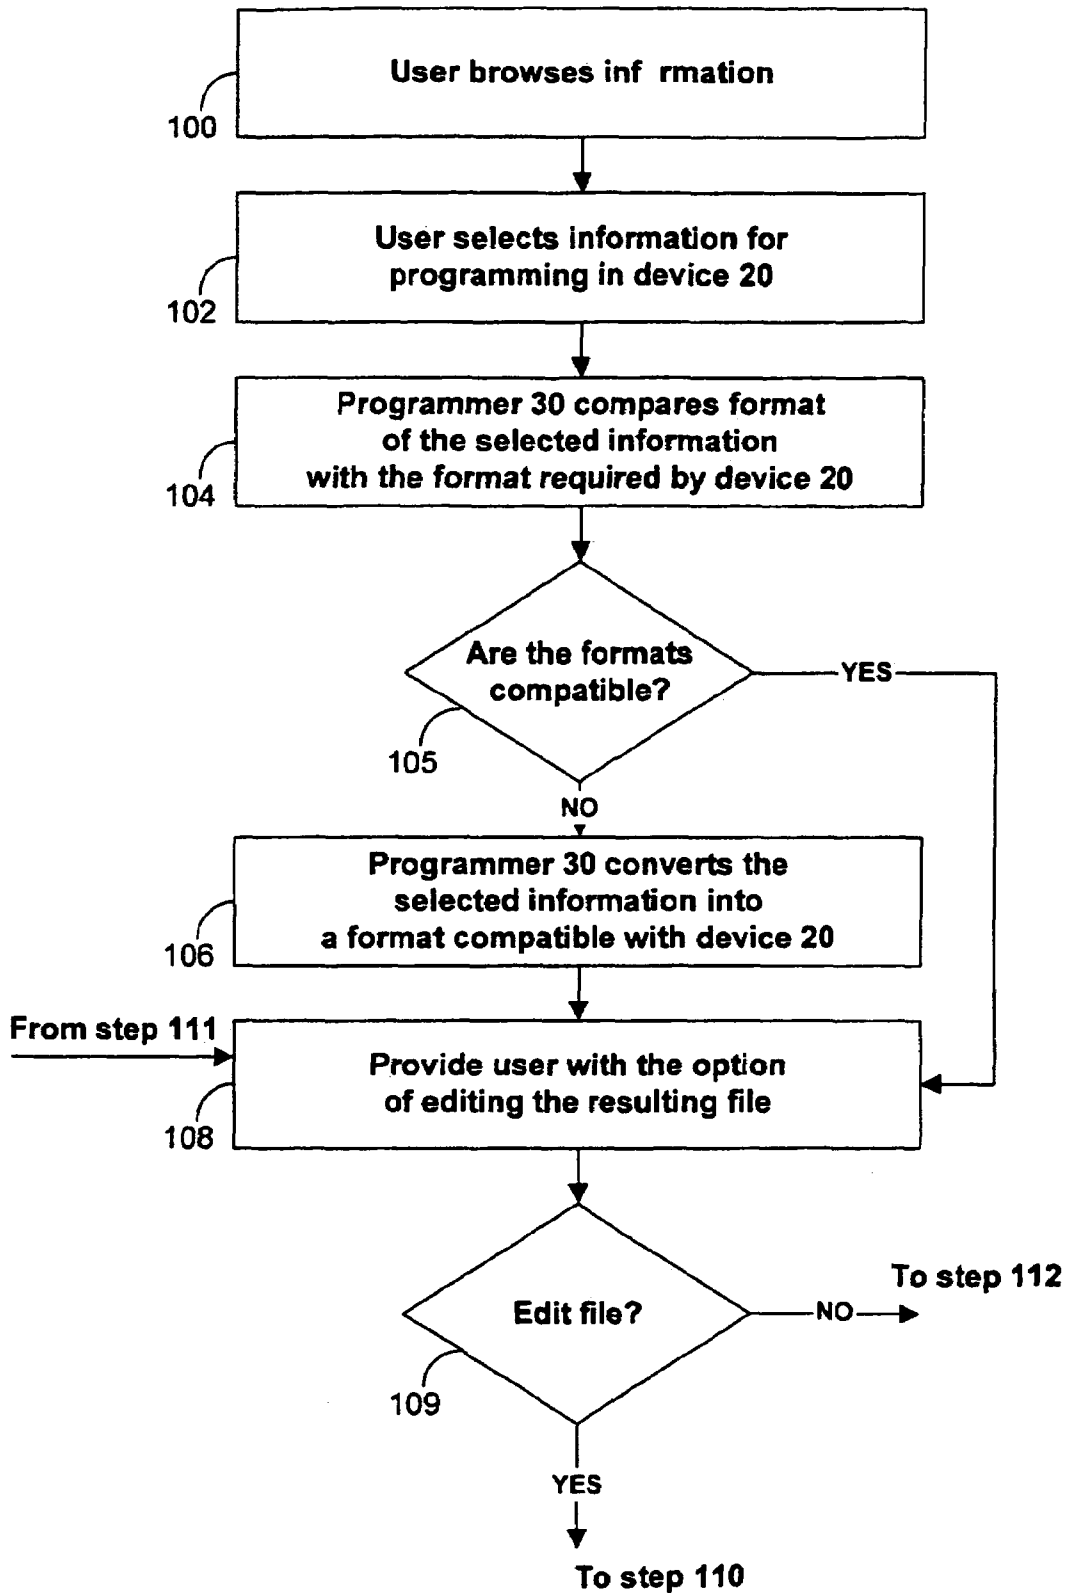 User browses inf rmation
100
User selects information for
programming in device 20
102
Programmer 30 compares format
of the selected information
with the format required by device 20
104
Are the formats
compatible?
YES
105
NO
Programmer 30 converts the
selected information into
a format compatible with device 20
106
From step 111
Provide user with the option
of editing the resulting file
108
To step 112
Edit file?
NO
109
YES
To step 110